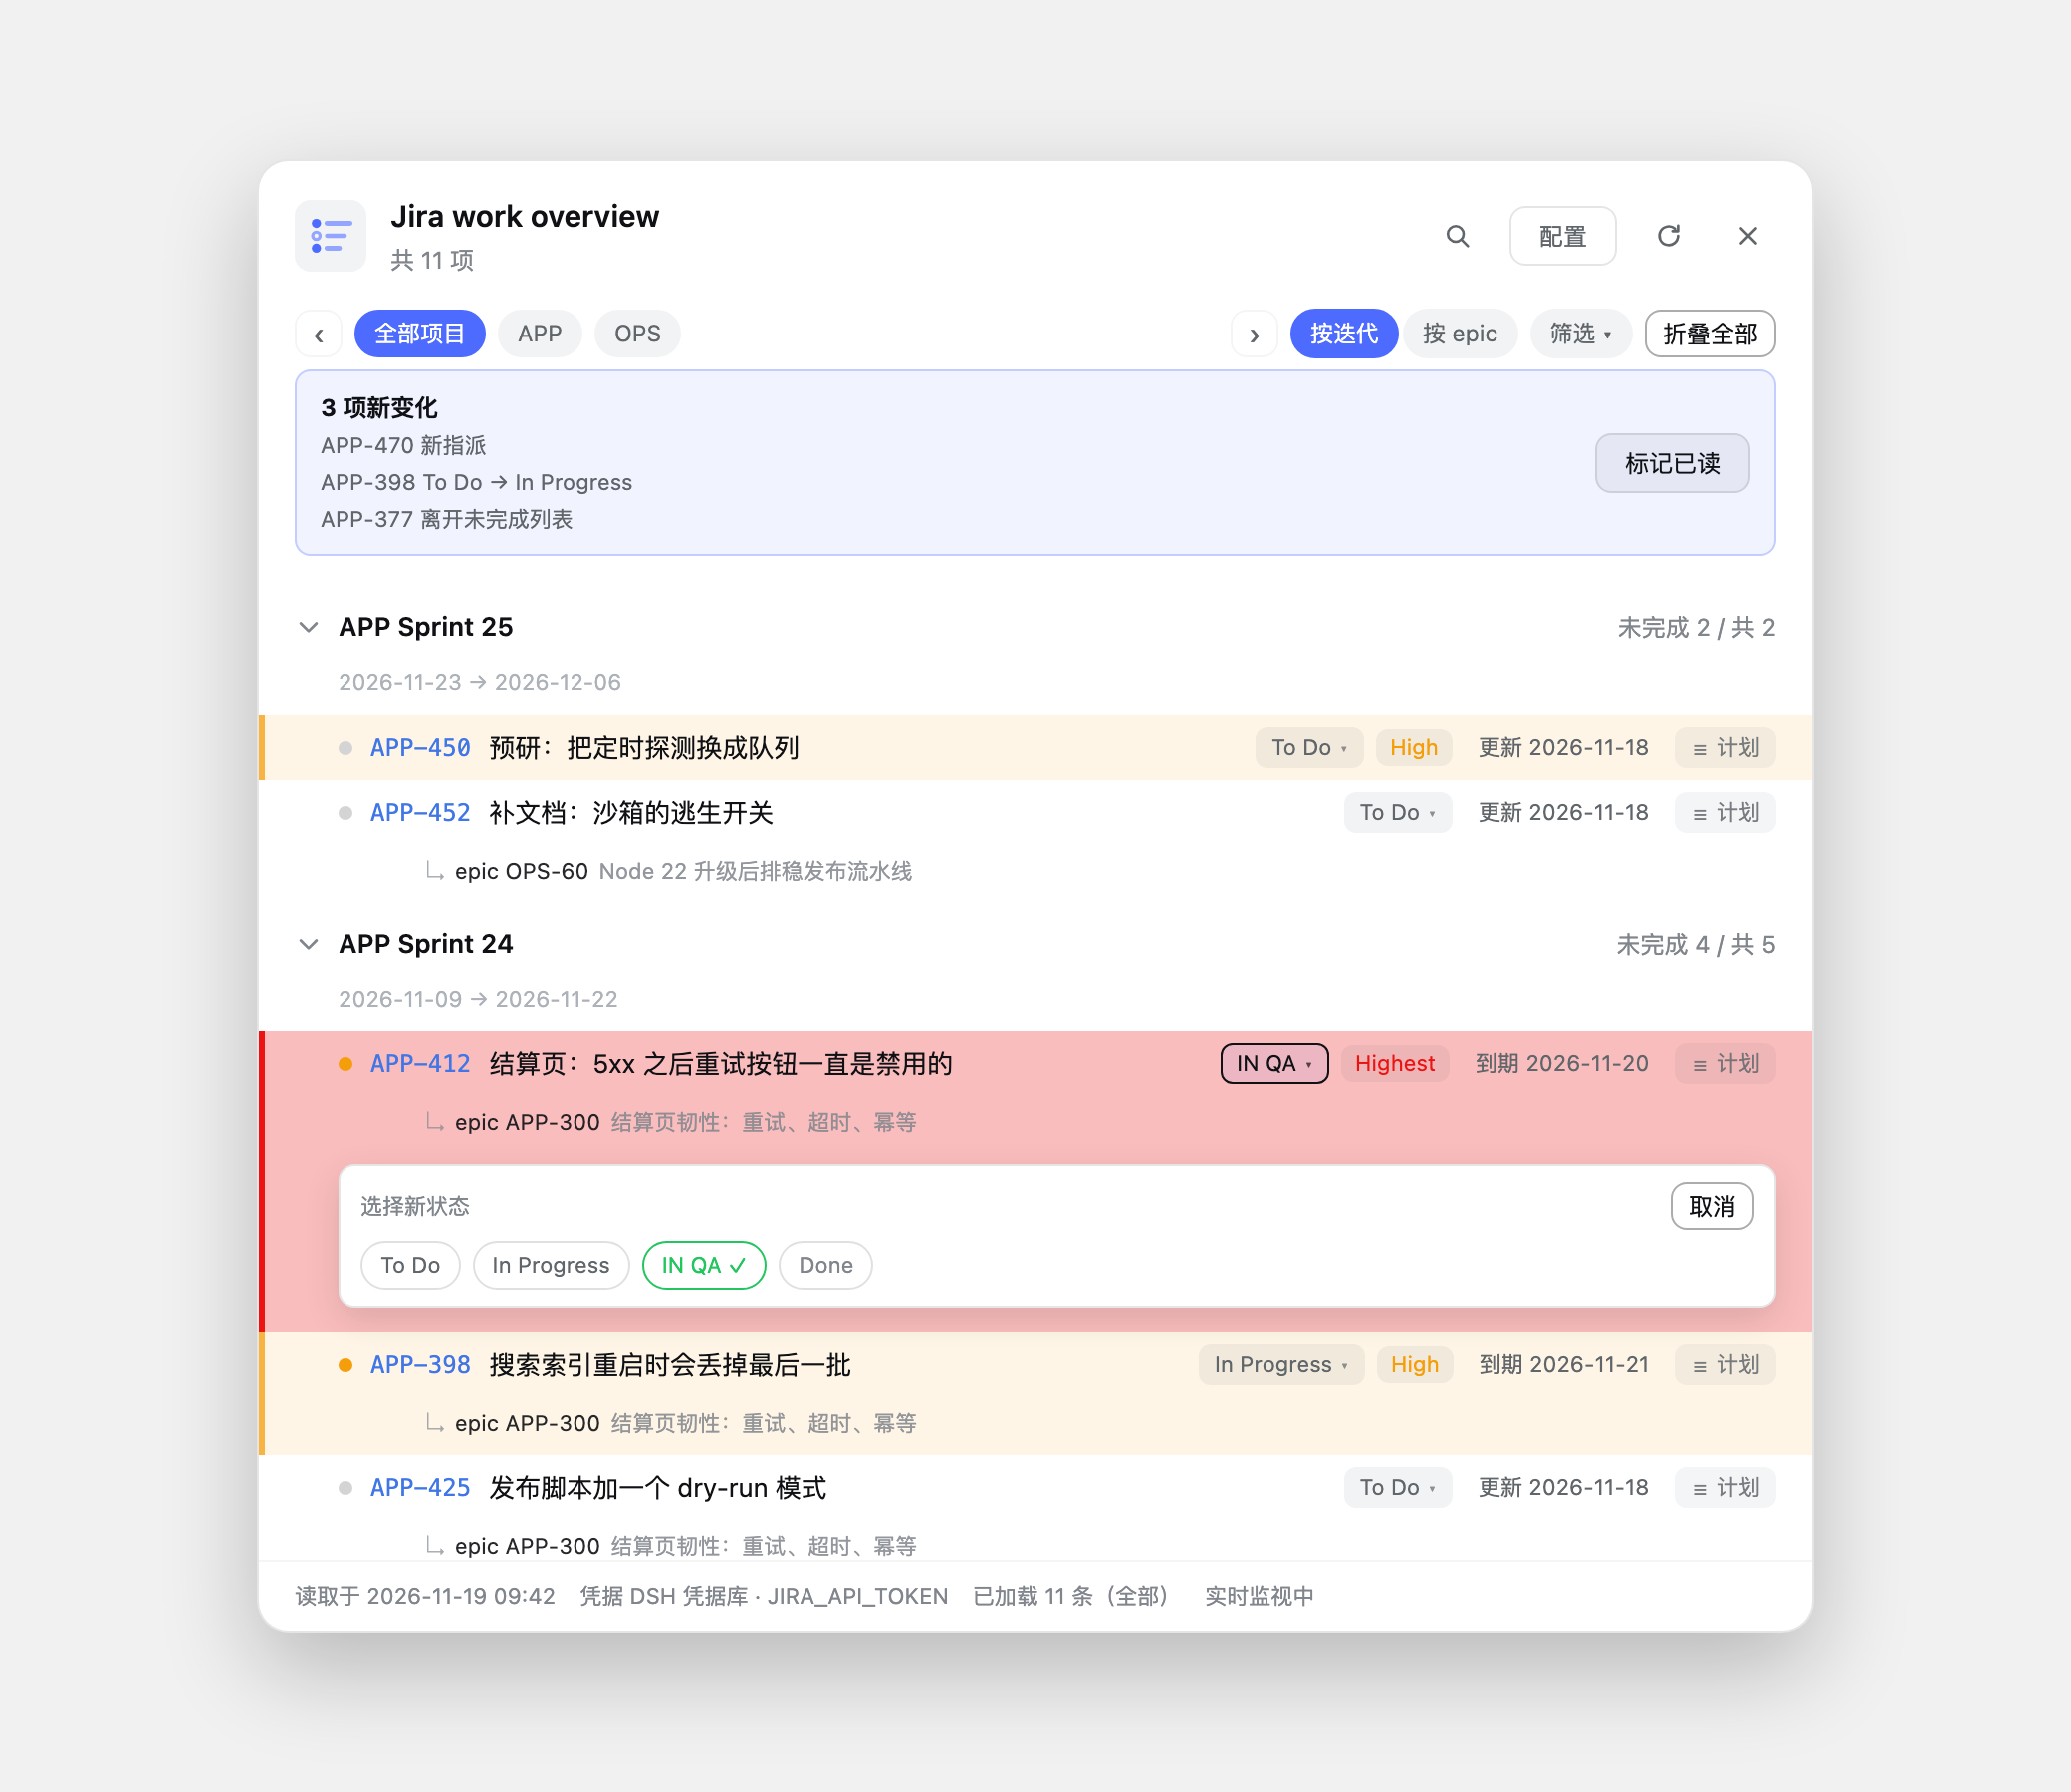 Jira work overview
共 11 项
配置
‹ 全部项目 APP OPS › 按迭代 按 epic 筛选 ▾ 折叠全部
3 项新变化
APP-470 新指派
APP-398 To Do → In Progress
APP-377 离开未完成列表
标记已读
APP Sprint 25 未完成 2 / 共 2
2026-11-23 → 2026-12-06
APP-450 预研：把定时探测换成队列 To Do ▾ High 更新 2026-11-18 ≡ 计划
APP-452 补文档：沙箱的逃生开关 To Do ▾ 更新 2026-11-18 ≡ 计划
epic OPS-60 Node 22 升级后排稳发布流水线
APP Sprint 24 未完成 4 / 共 5
2026-11-09 → 2026-11-22
APP-412 结算页：5xx 之后重试按钮一直是禁用的 IN QA ▾ Highest 到期 2026-11-20 ≡ 计划
epic APP-300 结算页韧性：重试、超时、幂等
选择新状态 取消
To Do In Progress IN QA ✓ Done
APP-398 搜索索引重启时会丢掉最后一批 In Progress ▾ High 到期 2026-11-21 ≡ 计划
epic APP-300 结算页韧性：重试、超时、幂等
APP-425 发布脚本加一个 dry-run 模式 To Do ▾ 更新 2026-11-18 ≡ 计划
epic APP-300 结算页韧性：重试、超时、幂等
读取于 2026-11-19 09:42 凭据 DSH 凭据库 · JIRA_API_TOKEN 已加载 11 条（全部） 实时监视中